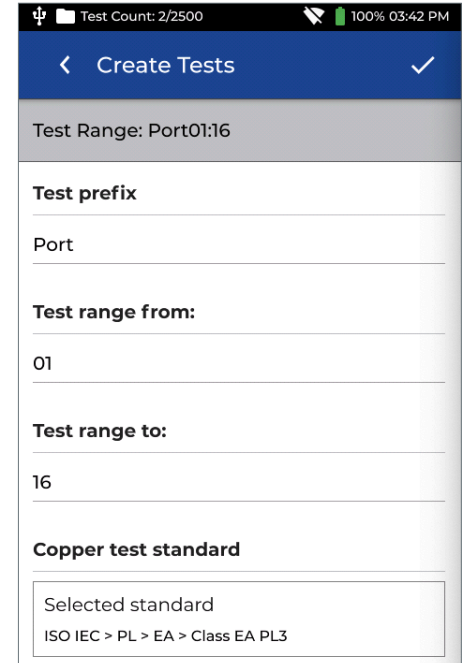 Test Count: 2/2500 100% 03:42 PM
Create Tests
Test Range: Port01:16
Test prefix
Port
Test range from:
01
Test range to:
16
Copper test standard
Selected standard
ISO IEC > PL > EA > Class EA PL3